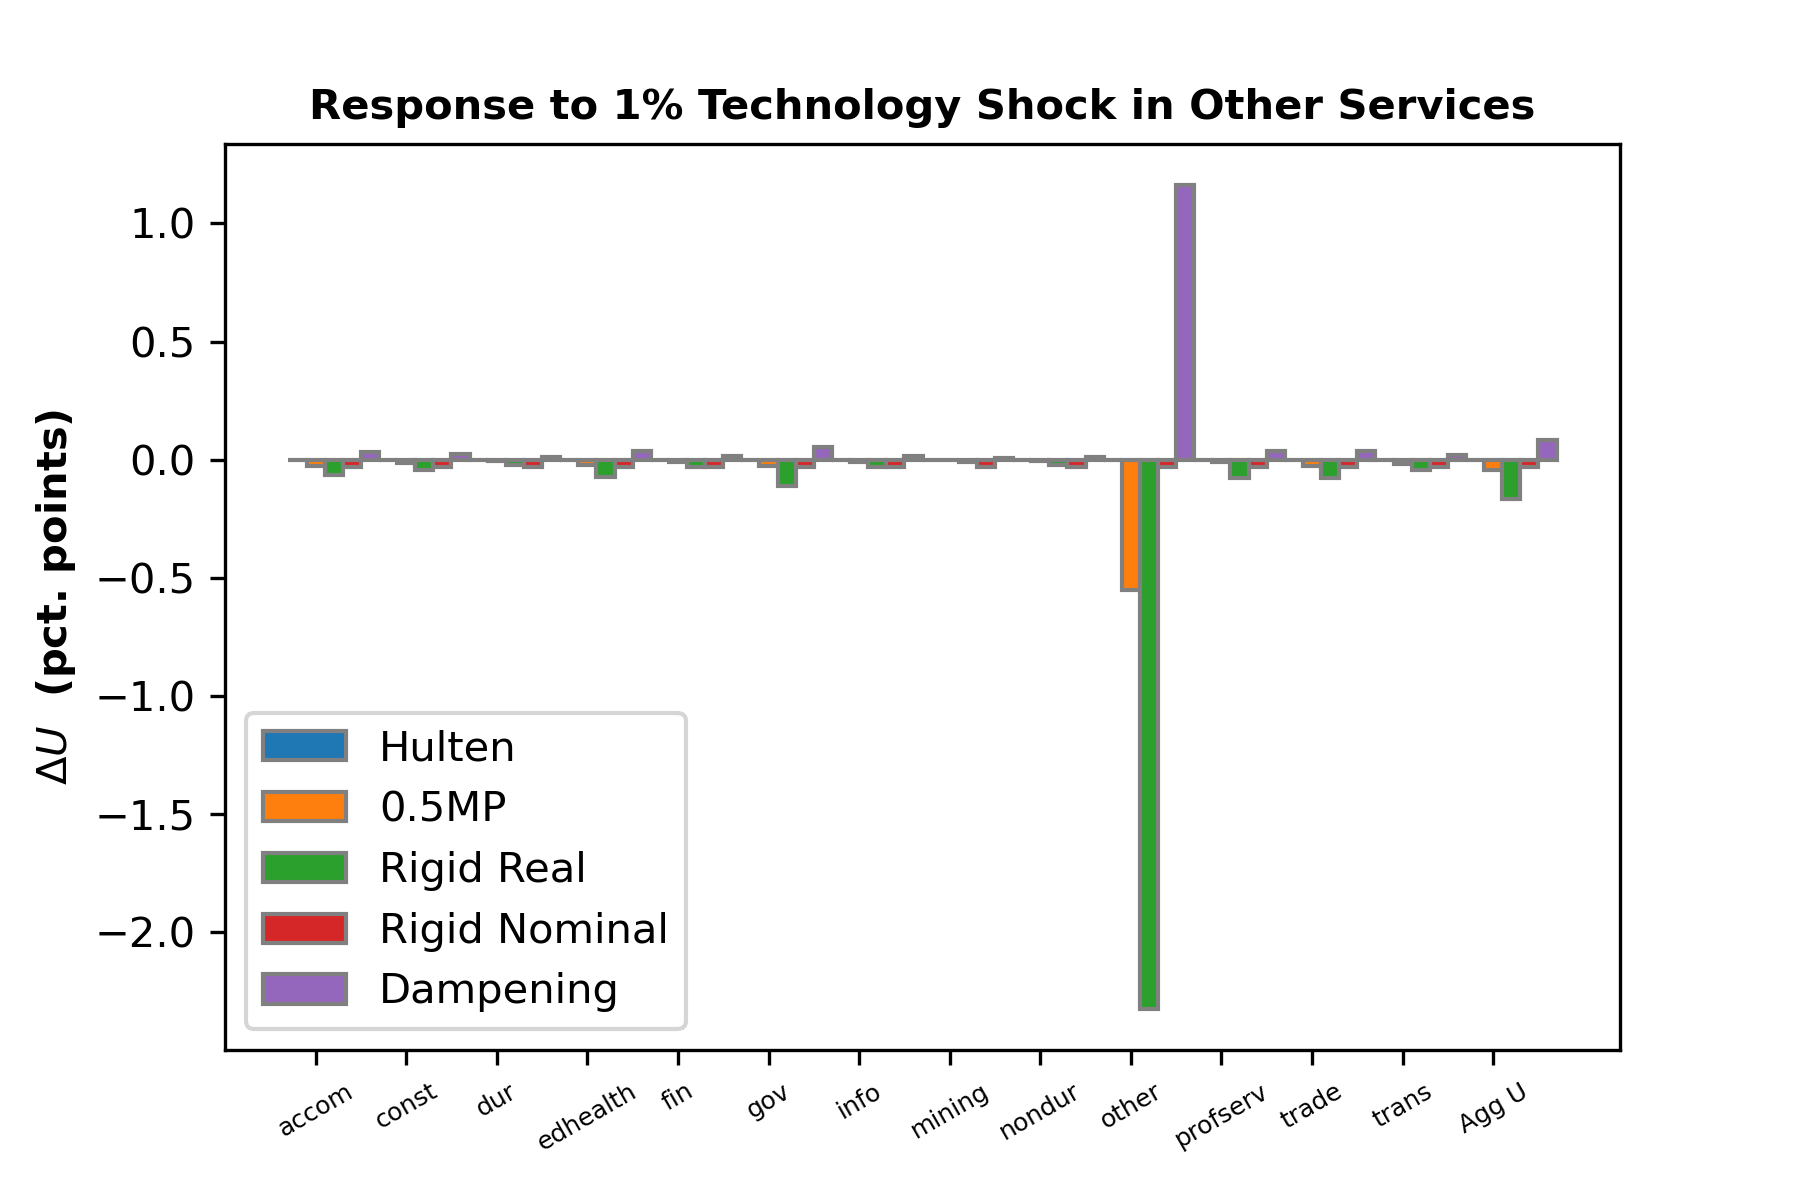 Response to 1% Technology Shock in Other Services
ΔU (pct. points)
1.0
0.5
0.0
−0.5
−1.0
−1.5
−2.0
Hulten
0.5MP
Rigid Real
Rigid Nominal
Dampening
accom const dur edhealth fin gov info mining nondur other profserv trade trans Agg U